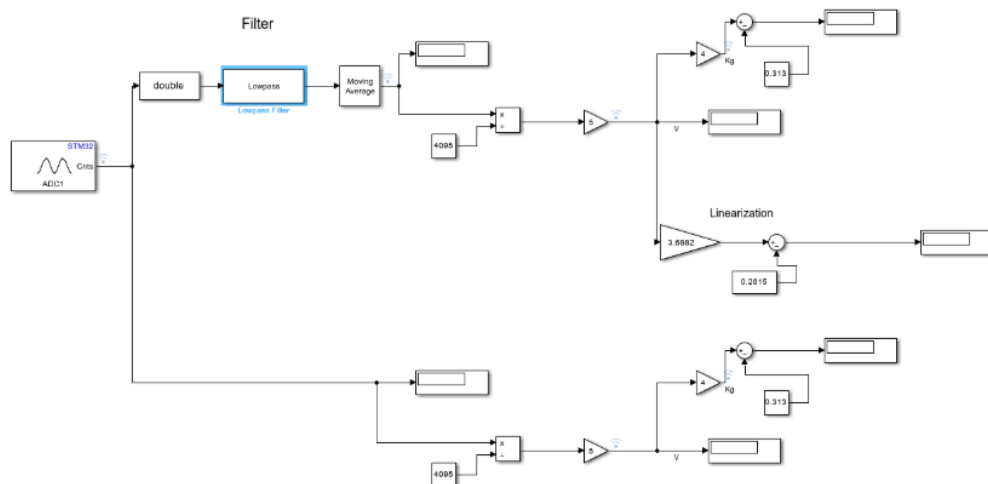 Filter
double
Lowpass
Lowpass Filter
Moving
Average
x
÷
4095
5
4
Kg
+
-
0.313
V
STM32
Cnts
ADC1
Linearization
3.6882
+
-
0.2615
x
÷
4095
5
4
Kg
+
-
0.313
V